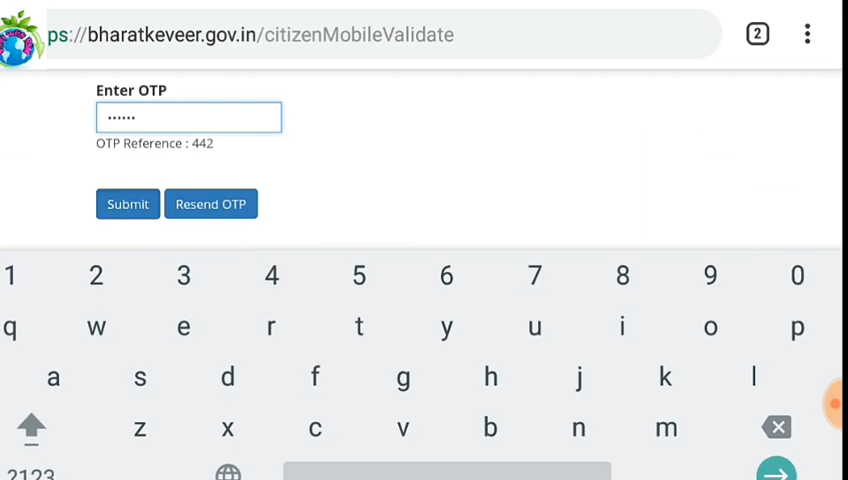 ps://bharatkeveer.gov.in/citizenMobileValidate
2
Enter OTP
······
OTP Reference : 442
Submit Resend OTP
1 2 3 4 5 6 7 8 9 0
q w e r t y u i o p
a s d f g h j k l
z x c v b n m
2123